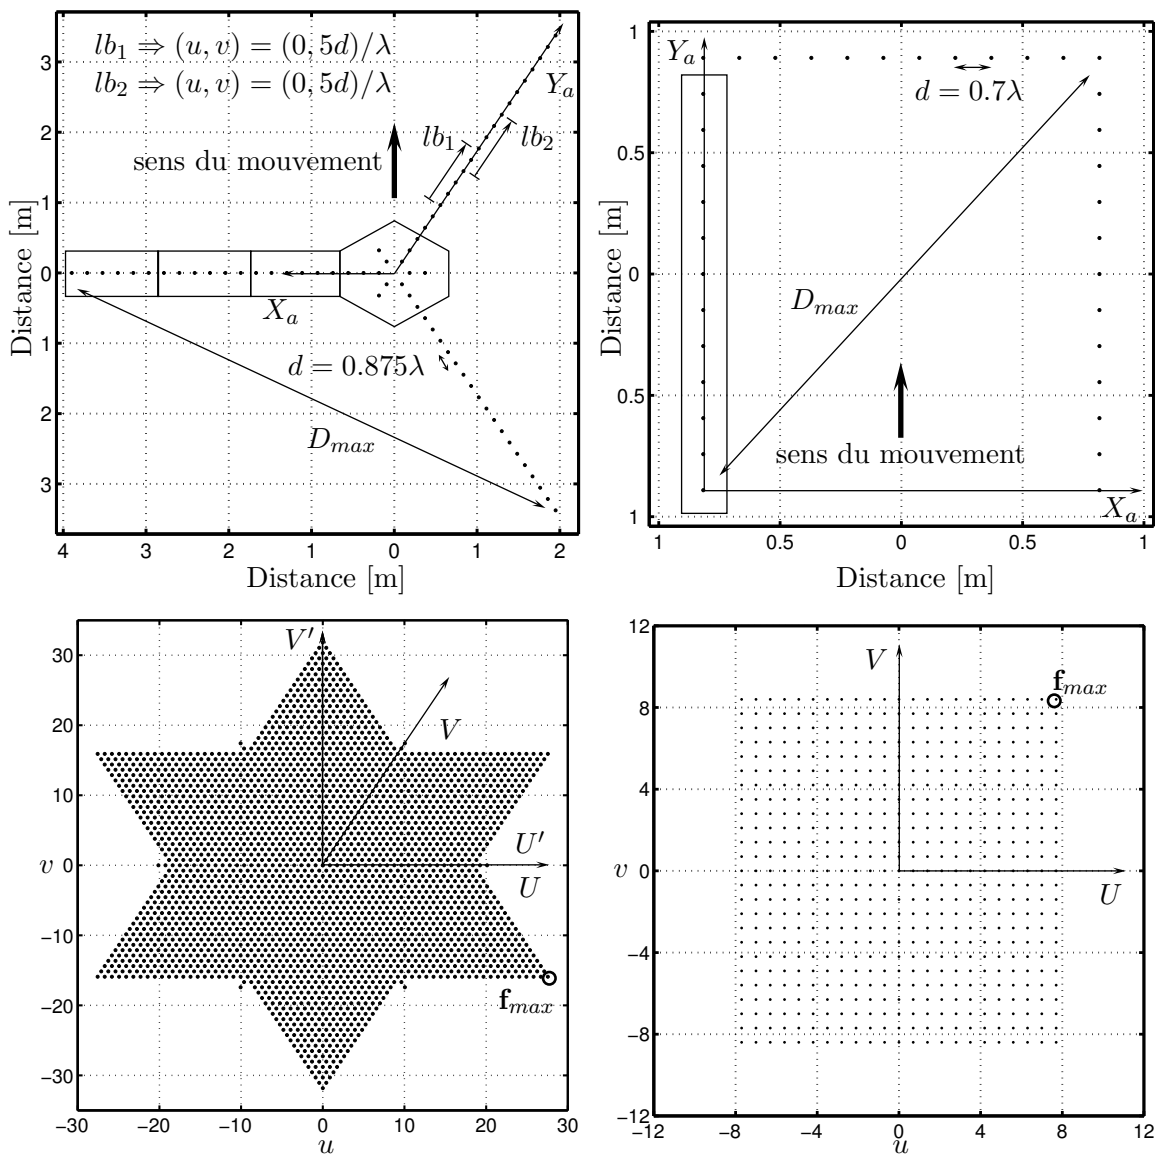 lb₁ ⇒ (u, v) = (0, 5d)/λ
lb₂ ⇒ (u, v) = (0, 5d)/λ
Yₐ
lb₁
lb₂
sens du mouvement
Xₐ
d = 0.875λ
Dₘₐₓ
3
2
1
0
1
2
3
4
3
2
1
0
1
2
Distance [m]
Distance [m]
Yₐ
d = 0.7λ
Dₘₐₓ
sens du mouvement
Xₐ
1
0.5
0
0.5
1
1
0.5
0
0.5
1
Distance [m]
Distance [m]
V′
V
U′
U
fₘₐₓ
30
20
10
0
−10
−20
−30
−30
−20
−10
0
10
20
30
v
u
V
fₘₐₓ
U
12
8
4
0
−4
−8
−12
−12
−8
−4
0
4
8
12
v
u